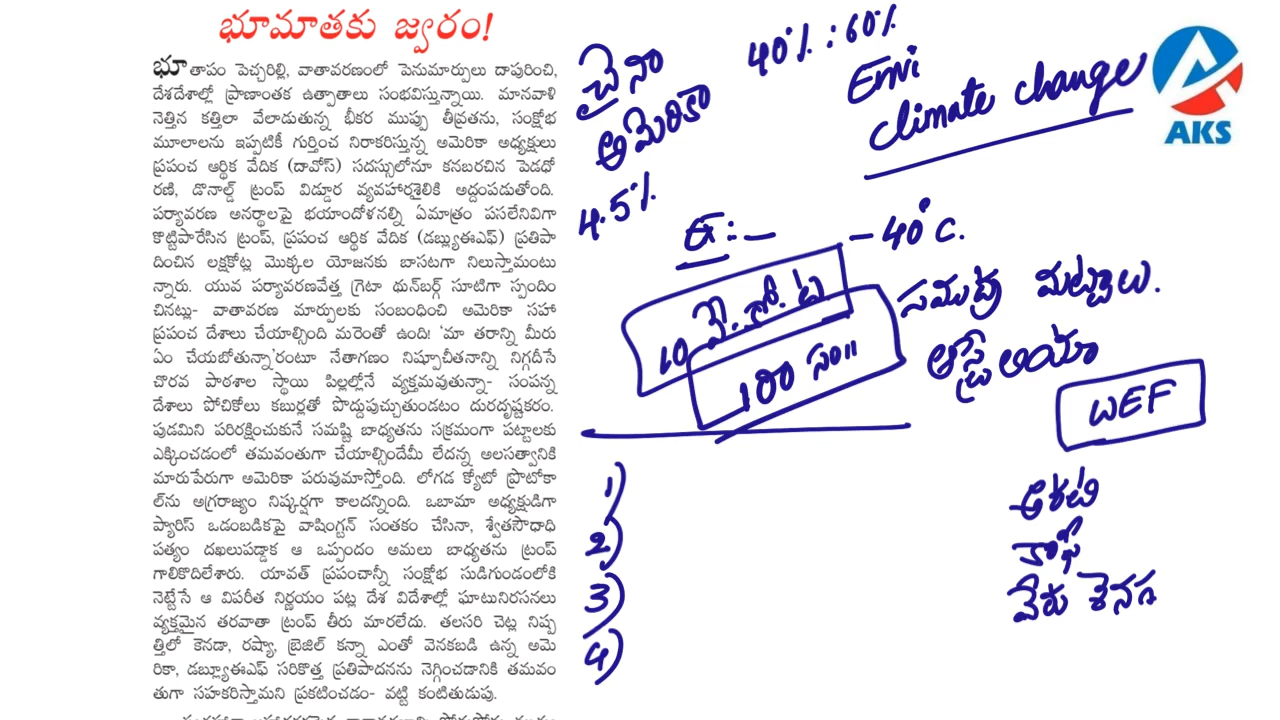 భూమాతకు జ్వరం!
భూతాపం పెచ్చరిల్లి, వాతావరణంలో పెనుమార్పులు దాపురించి,
దేశదేశాల్లో ప్రాణాంతక ఉత్పాతాలు సంభవిస్తున్నాయి. మానవాళి
నెత్తిన కత్తిలా వేలాడుతున్న భీకర ముప్పు తీవ్రతను, సంక్షోభ
మూలాలను ఇప్పటికీ గుర్తించ నిరాకరిస్తున్న అమెరికా అధ్యక్షులు
ప్రపంచ ఆర్థిక వేదిక (దావోస్) సదస్సులోనూ కనబరచిన పెడధో
రణి, డొనాల్డ్ ట్రంప్ విడ్డూర వ్యవహారశైలికి అద్దంపడుతోంది.
పర్యావరణ అనర్థాలపై భయాందోళనల్ని ఏమాత్రం పసలేనివిగా
కొట్టిపారేసిన ట్రంప్, ప్రపంచ ఆర్థిక వేదిక (డబ్ల్యుఈఎఫ్) ప్రతిపా
దించిన లక్షకోట్ల మొక్కల యోజనకు బాసటగా నిలుస్తామంటు
న్నారు. యువ పర్యావరణవేత్త గ్రెటా థున్‌బర్గ్ సూటిగా స్పందిం
చినట్లు- వాతావరణ మార్పులకు సంబంధించి అమెరికా సహా
ప్రపంచ దేశాలు చేయాల్సింది మరెంతో ఉంది! 'మా తరాన్ని మీరు
ఏం చేయబోతున్నా'రంటూ నేతాగణం నిష్పూచీతనాన్ని నిగ్గదీసే
చొరవ పాఠశాల స్థాయి పిల్లల్లోనే వ్యక్తమవుతున్నా- సంపన్న
దేశాలు పోచికోలు కబుర్లతో పొద్దుపుచ్చుతుండటం దురదృష్టకరం.
పుడమిని పరిరక్షించుకునే సమష్టి బాధ్యతను సక్రమంగా పట్టాలకు
ఎక్కించడంలో తమవంతుగా చేయాల్సిందేమీ లేదన్న అలసత్వానికి
మారుపేరుగా అమెరికా పరువుమాస్తోంది. లోగడ క్యోటో ప్రొటోకా
ల్‌ను అగ్రరాజ్యం నిష్కర్షగా కాలదన్నింది. ఒబామా అధ్యక్షుడిగా
ప్యారిస్ ఒడంబడికపై వాషింగ్టన్ సంతకం చేసినా, శ్వేతసౌధాధి
పత్యం దఖలుపడ్డాక ఆ ఒప్పందం అమలు బాధ్యతను ట్రంప్
గాలికొదిలేశారు. యావత్ ప్రపంచాన్నీ సంక్షోభ సుడిగుండంలోకి
నెట్టేసే ఆ విపరీత నిర్ణయం పట్ల దేశ విదేశాల్లో ఘాటునిరసనలు
వ్యక్తమైన తరవాతా ట్రంప్ తీరు మారలేదు. తలసరి చెట్ల నిష్ప
త్తిలో కెనడా, రష్యా, బ్రెజిల్ కన్నా ఎంతో వెనకబడి ఉన్న అమె
రికా, డబ్ల్యూఈఎఫ్ సరికొత్త ప్రతిపాదనను నెగ్గించడానికి తమవం
తుగా సహకరిస్తామని ప్రకటించడం- వట్టి కంటితుడుపు.
చైనా
అమెరికా
4.5%
40% : 60%
Envi
climate change
AKS
-40°C.
10 వే.కో.ట
100 సం॥
సముద్ర మట్టాలు.
ఆస్ట్రేలియా
WEF
1)
2)
3)
4)
అరటి
కాఫీ
వేరు శెనగ